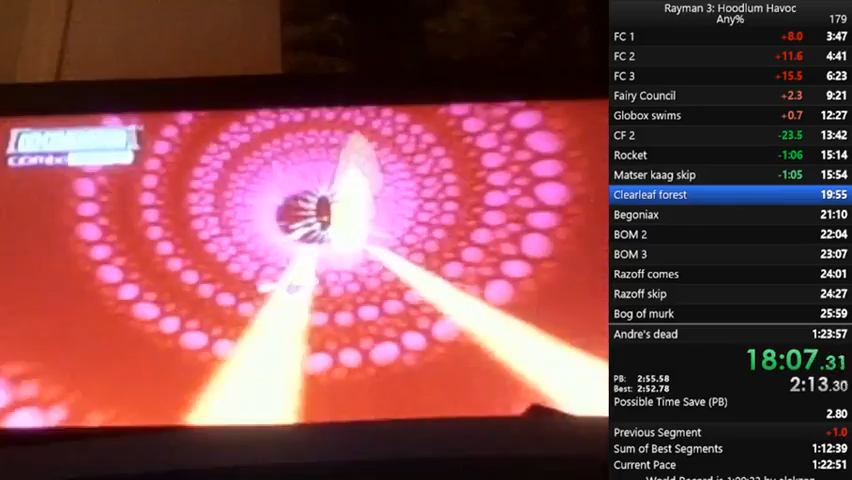 Rayman 3: Hoodlum Havoc
Any%
179
FC 1 +8.0 3:47
FC 2 +11.6 4:41
FC 3 +15.5 6:23
Fairy Council +2.3 9:21
Globox swims +0.7 12:27
CF 2 -23.5 13:42
Rocket -1:06 15:14
Matser kaag skip -1:05 15:54
Clearleaf forest 19:55
Begoniax 21:10
BOM 2 22:04
BOM 3 23:07
Razoff comes 24:01
Razoff skip 24:27
Bog of murk 25:59
Andre's dead 1:23:57
18:07.31
PB: 2:55.58
Best: 2:52.78
2:13.30
Possible Time Save (PB)
2.80
Previous Segment +1.0
Sum of Best Segments 1:12:39
Current Pace 1:22:51
combo